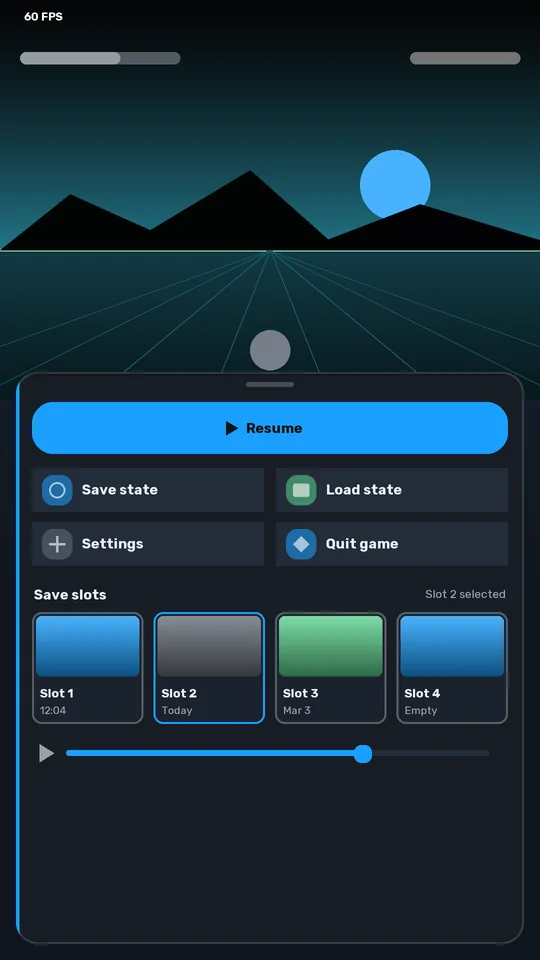 60 FPS
Resume
Save state
Load state
Settings
Quit game
Save slots
Slot 2 selected
Slot 1
12:04
Slot 2
Today
Slot 3
Mar 3
Slot 4
Empty